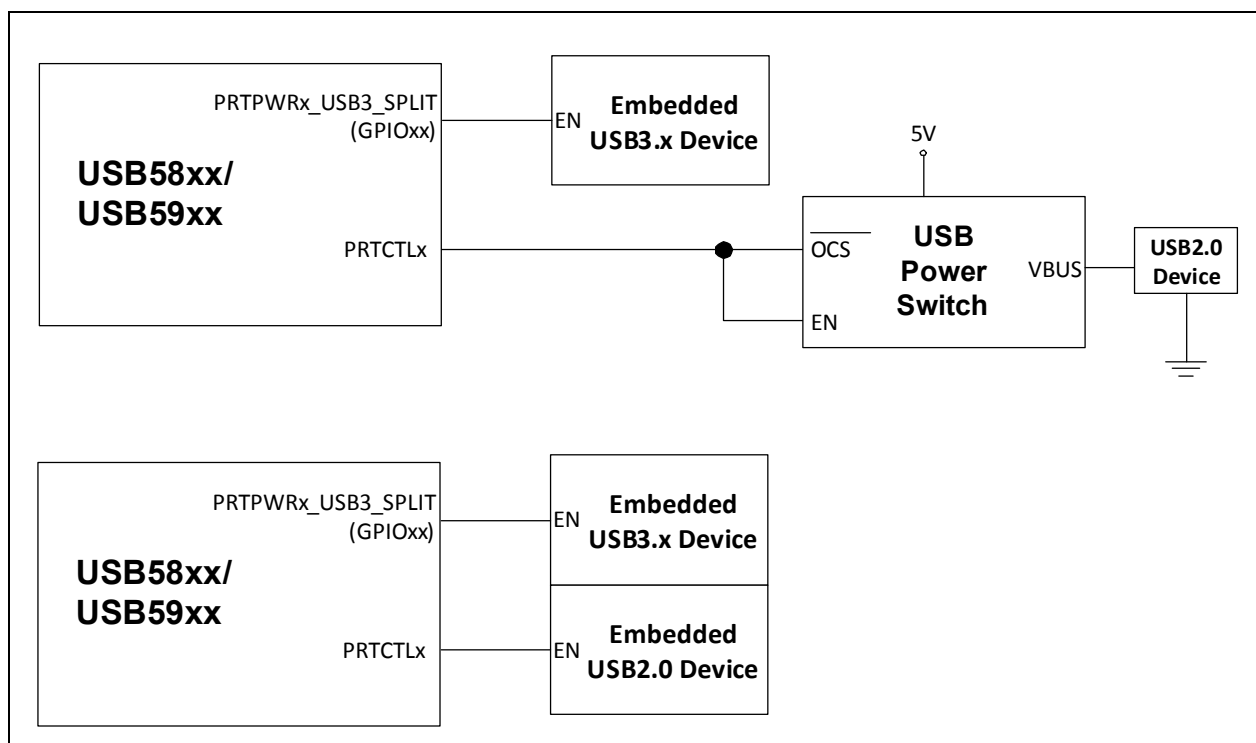 PRTPWRx_USB3_SPLIT
(GPIOxx)
USB58xx/
USB59xx
PRTCTLx
EN
Embedded
USB3.x Device
5V
OCS
EN
USB
Power
Switch
VBUS
USB2.0
Device
PRTPWRx_USB3_SPLIT
(GPIOxx)
USB58xx/
USB59xx
PRTCTLx
EN
Embedded
USB3.x Device
EN
Embedded
USB2.0 Device